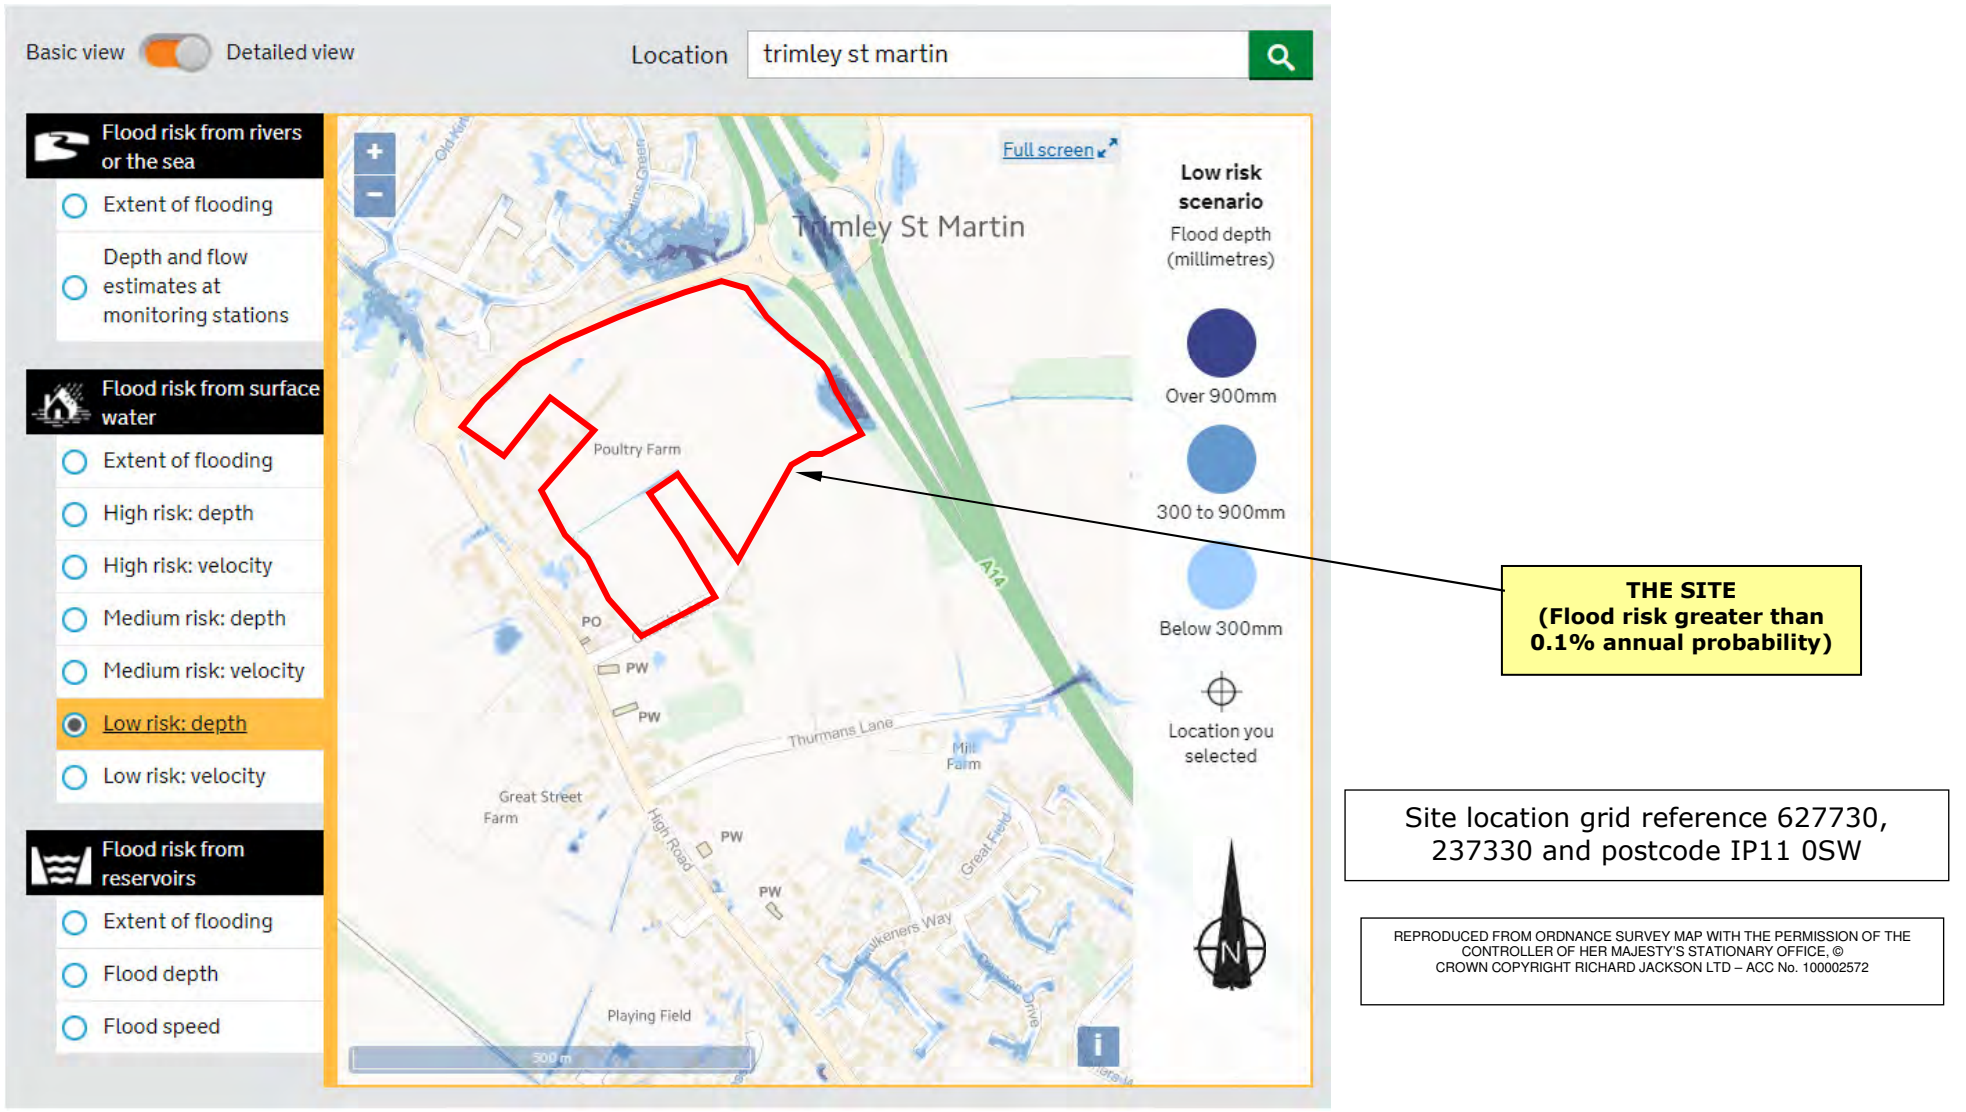 Basic view
Detailed view
Location
trimley st martin
Flood risk from rivers
or the sea
Extent of flooding
Depth and flow
estimates at
monitoring stations
Flood risk from surface
water
Extent of flooding
High risk: depth
High risk: velocity
Medium risk: depth
Medium risk: velocity
Low risk: depth
Low risk: velocity
Flood risk from
reservoirs
Extent of flooding
Flood depth
Flood speed
+
−
Full screen
Trimley St Martin
Poultry Farm
A14
PO
PW
PW
Thurmans Lane
Mill
Farm
Great Street
Farm
High Road
PW
Great Field
PW
Faulkeners Way
Drive
Playing Field
500 m
i
Low risk
scenario
Flood depth
(millimetres)
Over 900mm
300 to 900mm
Below 300mm
Location you
selected
N
THE SITE
(Flood risk greater than
0.1% annual probability)
Site location grid reference 627730,
237330 and postcode IP11 0SW
REPRODUCED FROM ORDNANCE SURVEY MAP WITH THE PERMISSION OF THE
CONTROLLER OF HER MAJESTY'S STATIONARY OFFICE, ©
CROWN COPYRIGHT RICHARD JACKSON LTD – ACC No. 100002572